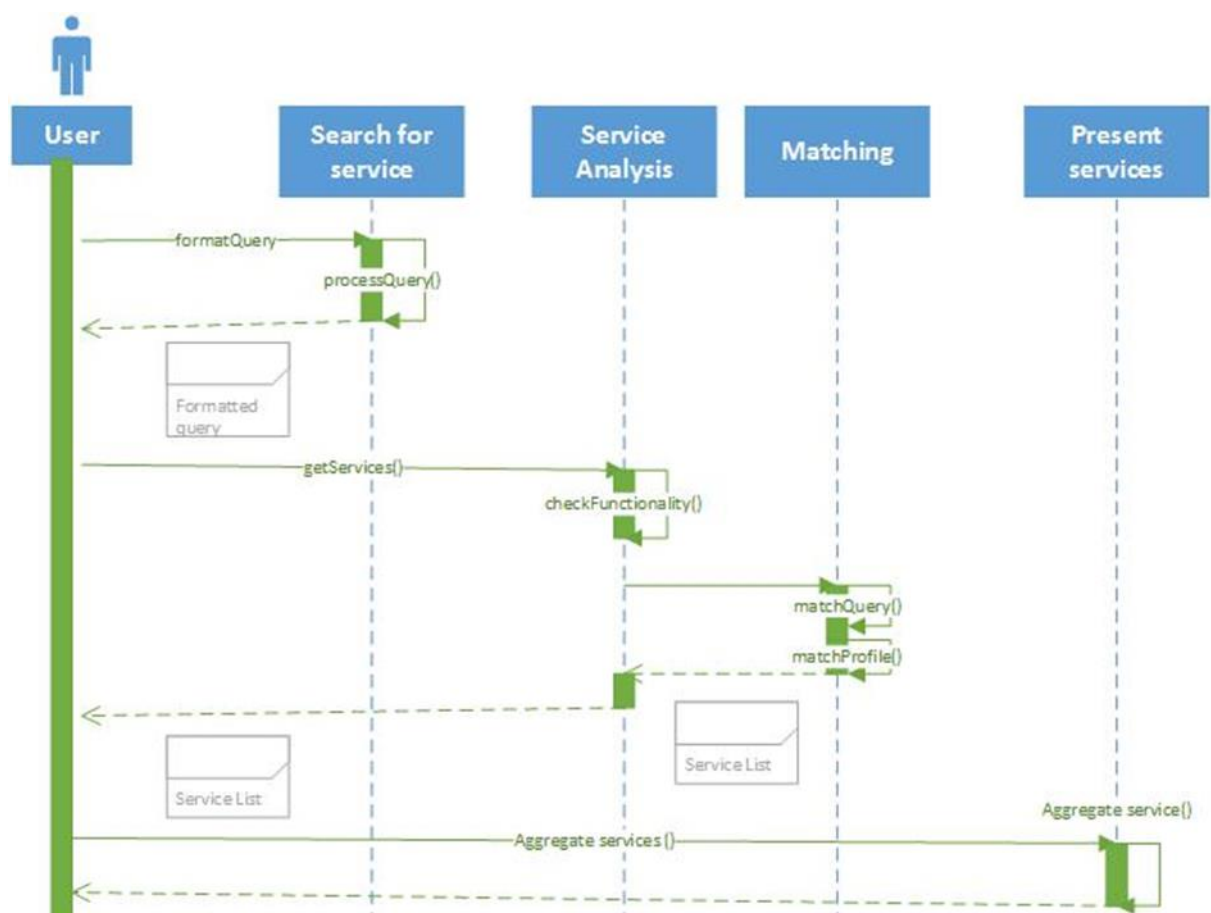 User
Search for
service
Service
Analysis
Matching
Present
services
formatQuery
processQuery()
Formatted
query
getServices()
checkFunctionality()
matchQuery()
matchProfile()
Service List
Service List
Aggregate service()
Aggregate services ()